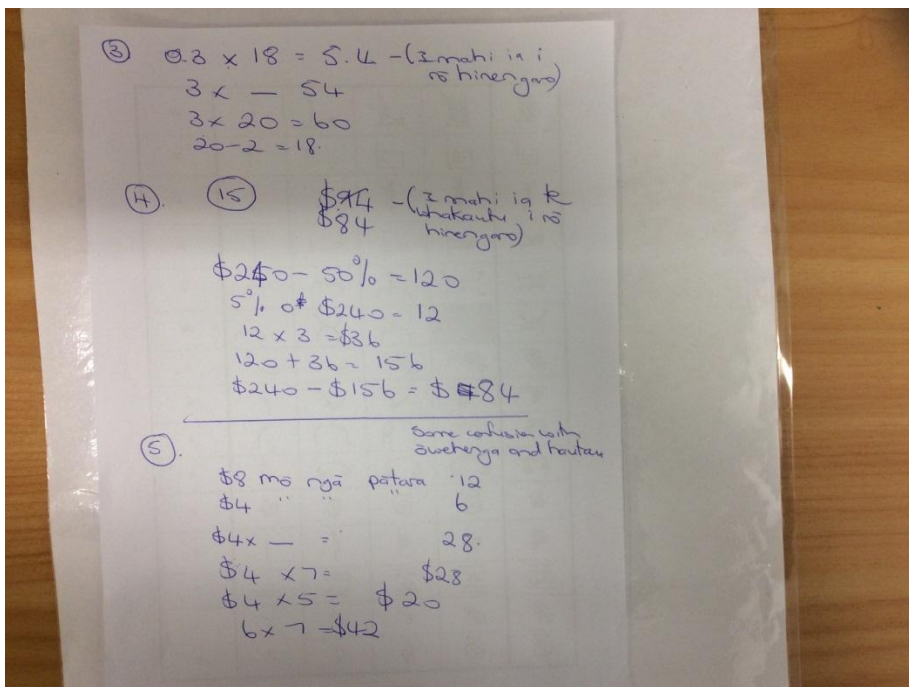 ③ 0.3 × 18 = 5.4 - (I mahi ia i
rō hinengaro)
3 × — 54
3 × 20 = 60
20 - 2 = 18.
④. ⑮ $94 - (I mahi ia te
$84 whakautu i rō
hinengaro)
$240 - 50% = 120
5% of $240 = 12
12 × 3 = $36
120 + 36 = 156
$240 - $156 = $84
Some confusion with
⑤. ōwehenga and hautau
$8 mō ngā pātara 12
$4 " " " 6
$4 × — = 28.
$4 × 7 = $28
$4 × 5 = $20
6 × 7 = $42